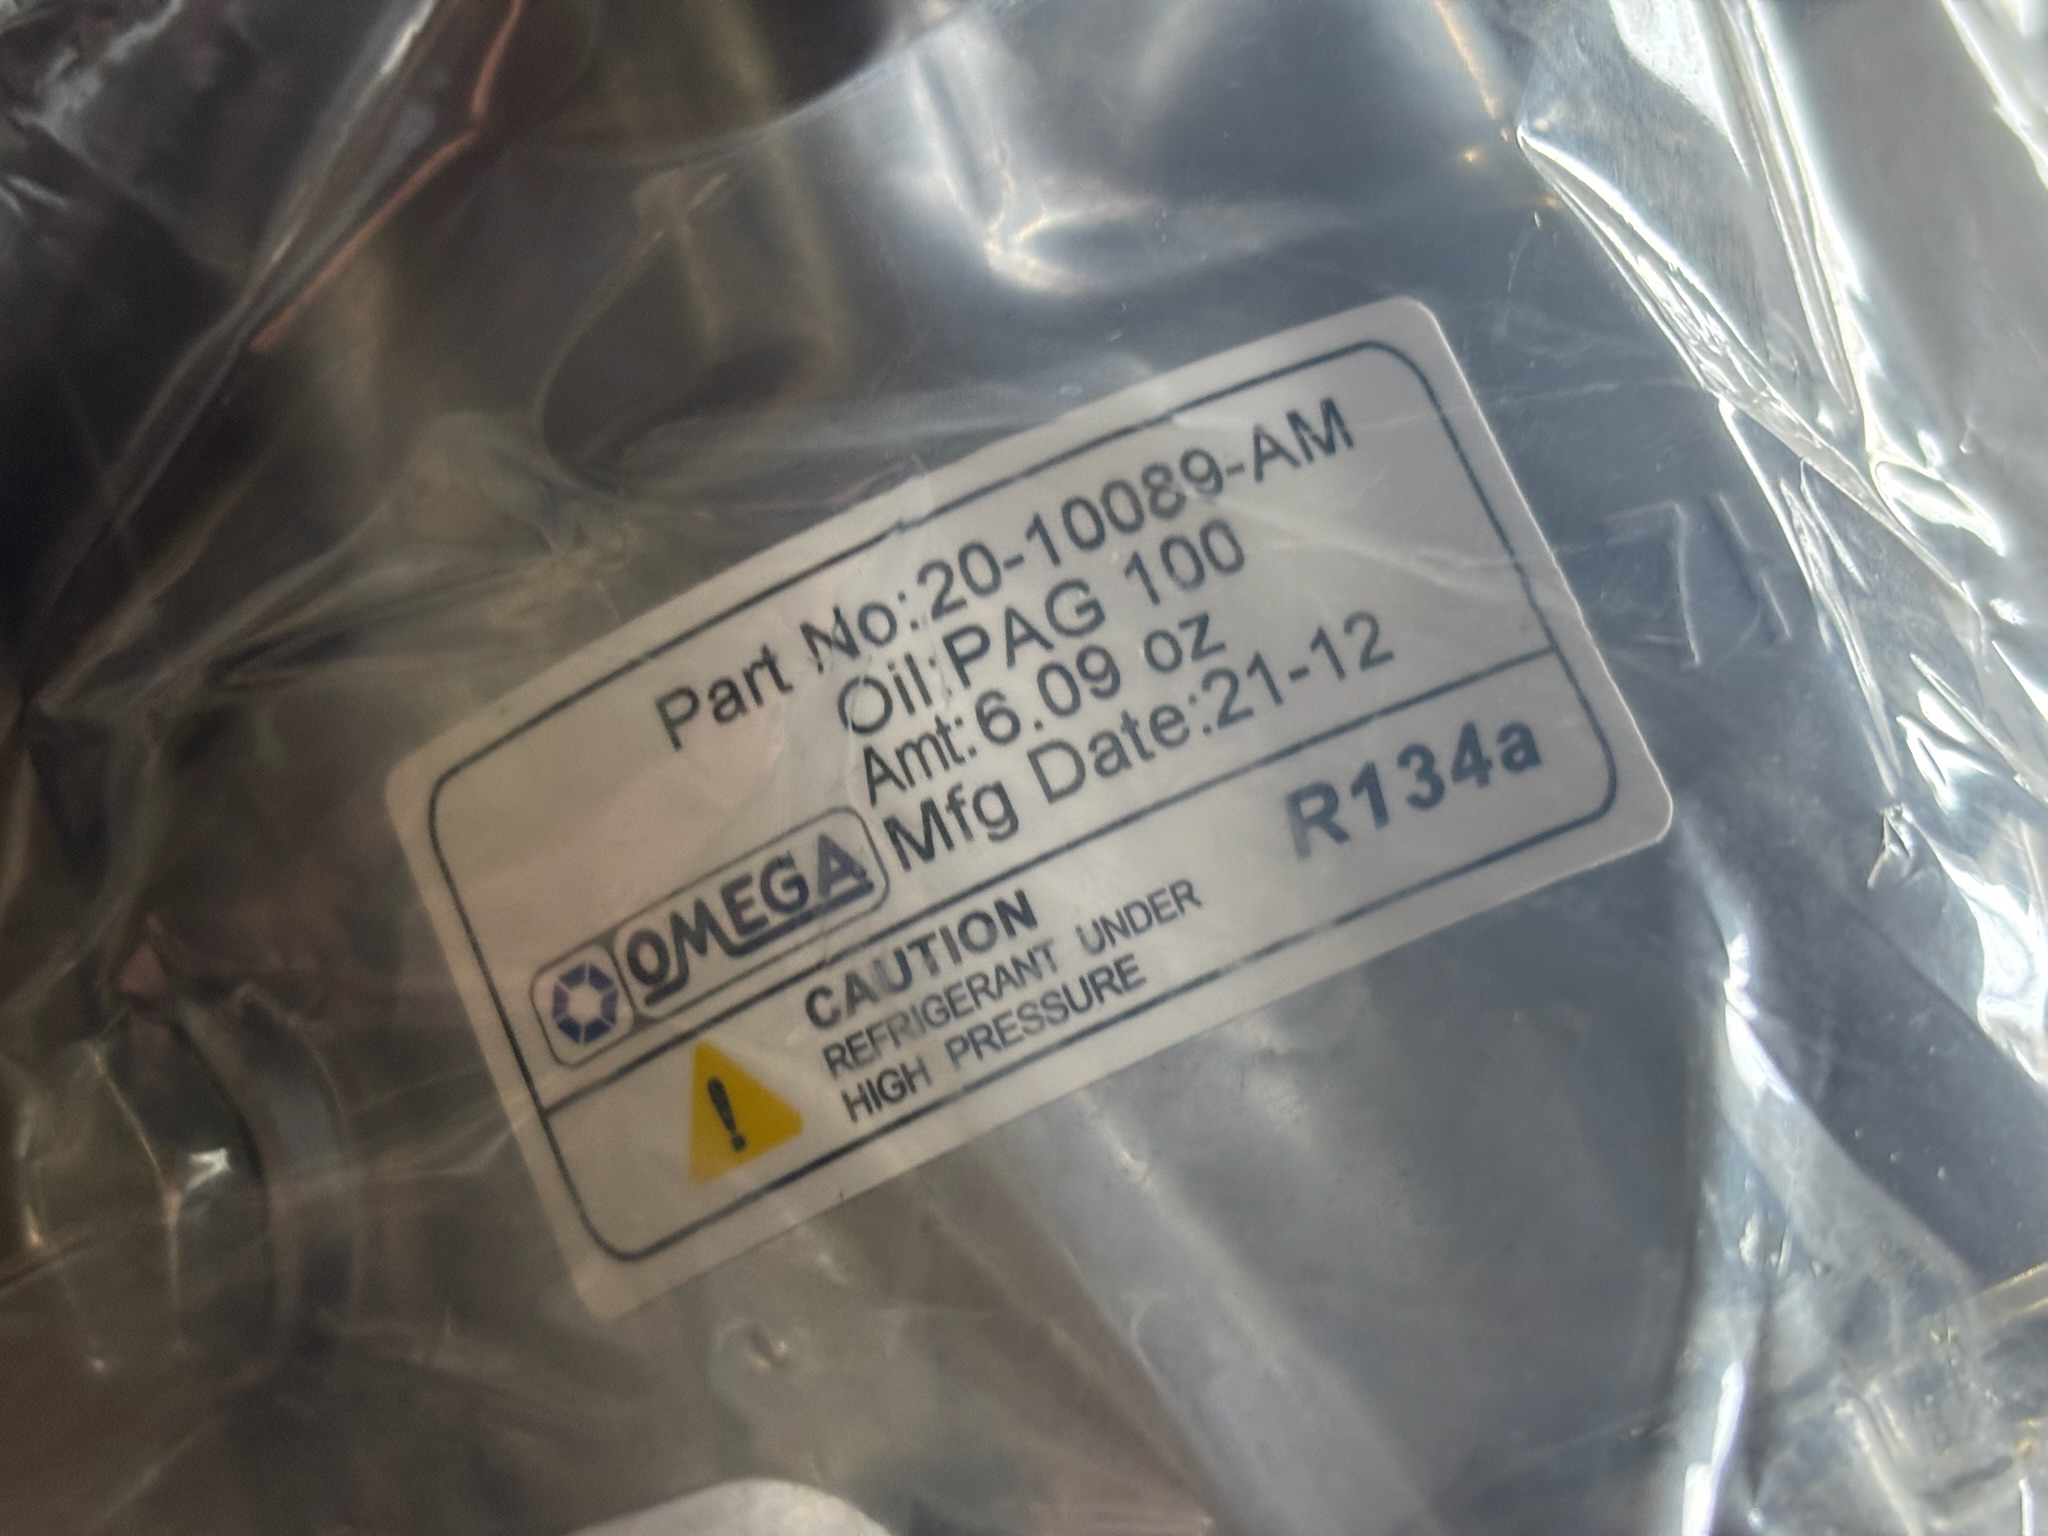 Part No:20-10089-AM
Oil:PAG 100
Amt:6.09 oz
Mfg Date:21-12
OMEGA
CAUTION
REFRIGERANT UNDER
HIGH PRESSURE
R134a